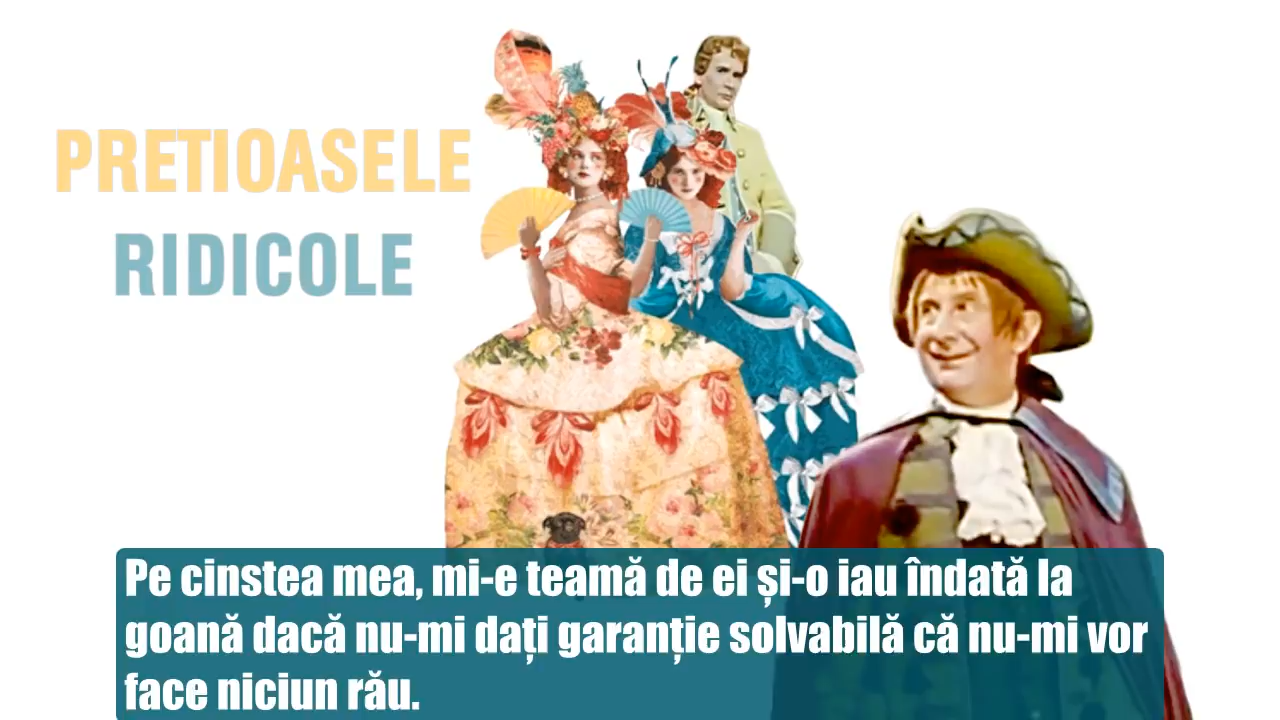 PRETIOASELE
RIDICOLE
Pe cinstea mea, mi-e teamă de ei și-o iau îndată la
goană dacă nu-mi dați garanție solvabilă că nu-mi vor
face niciun rău.